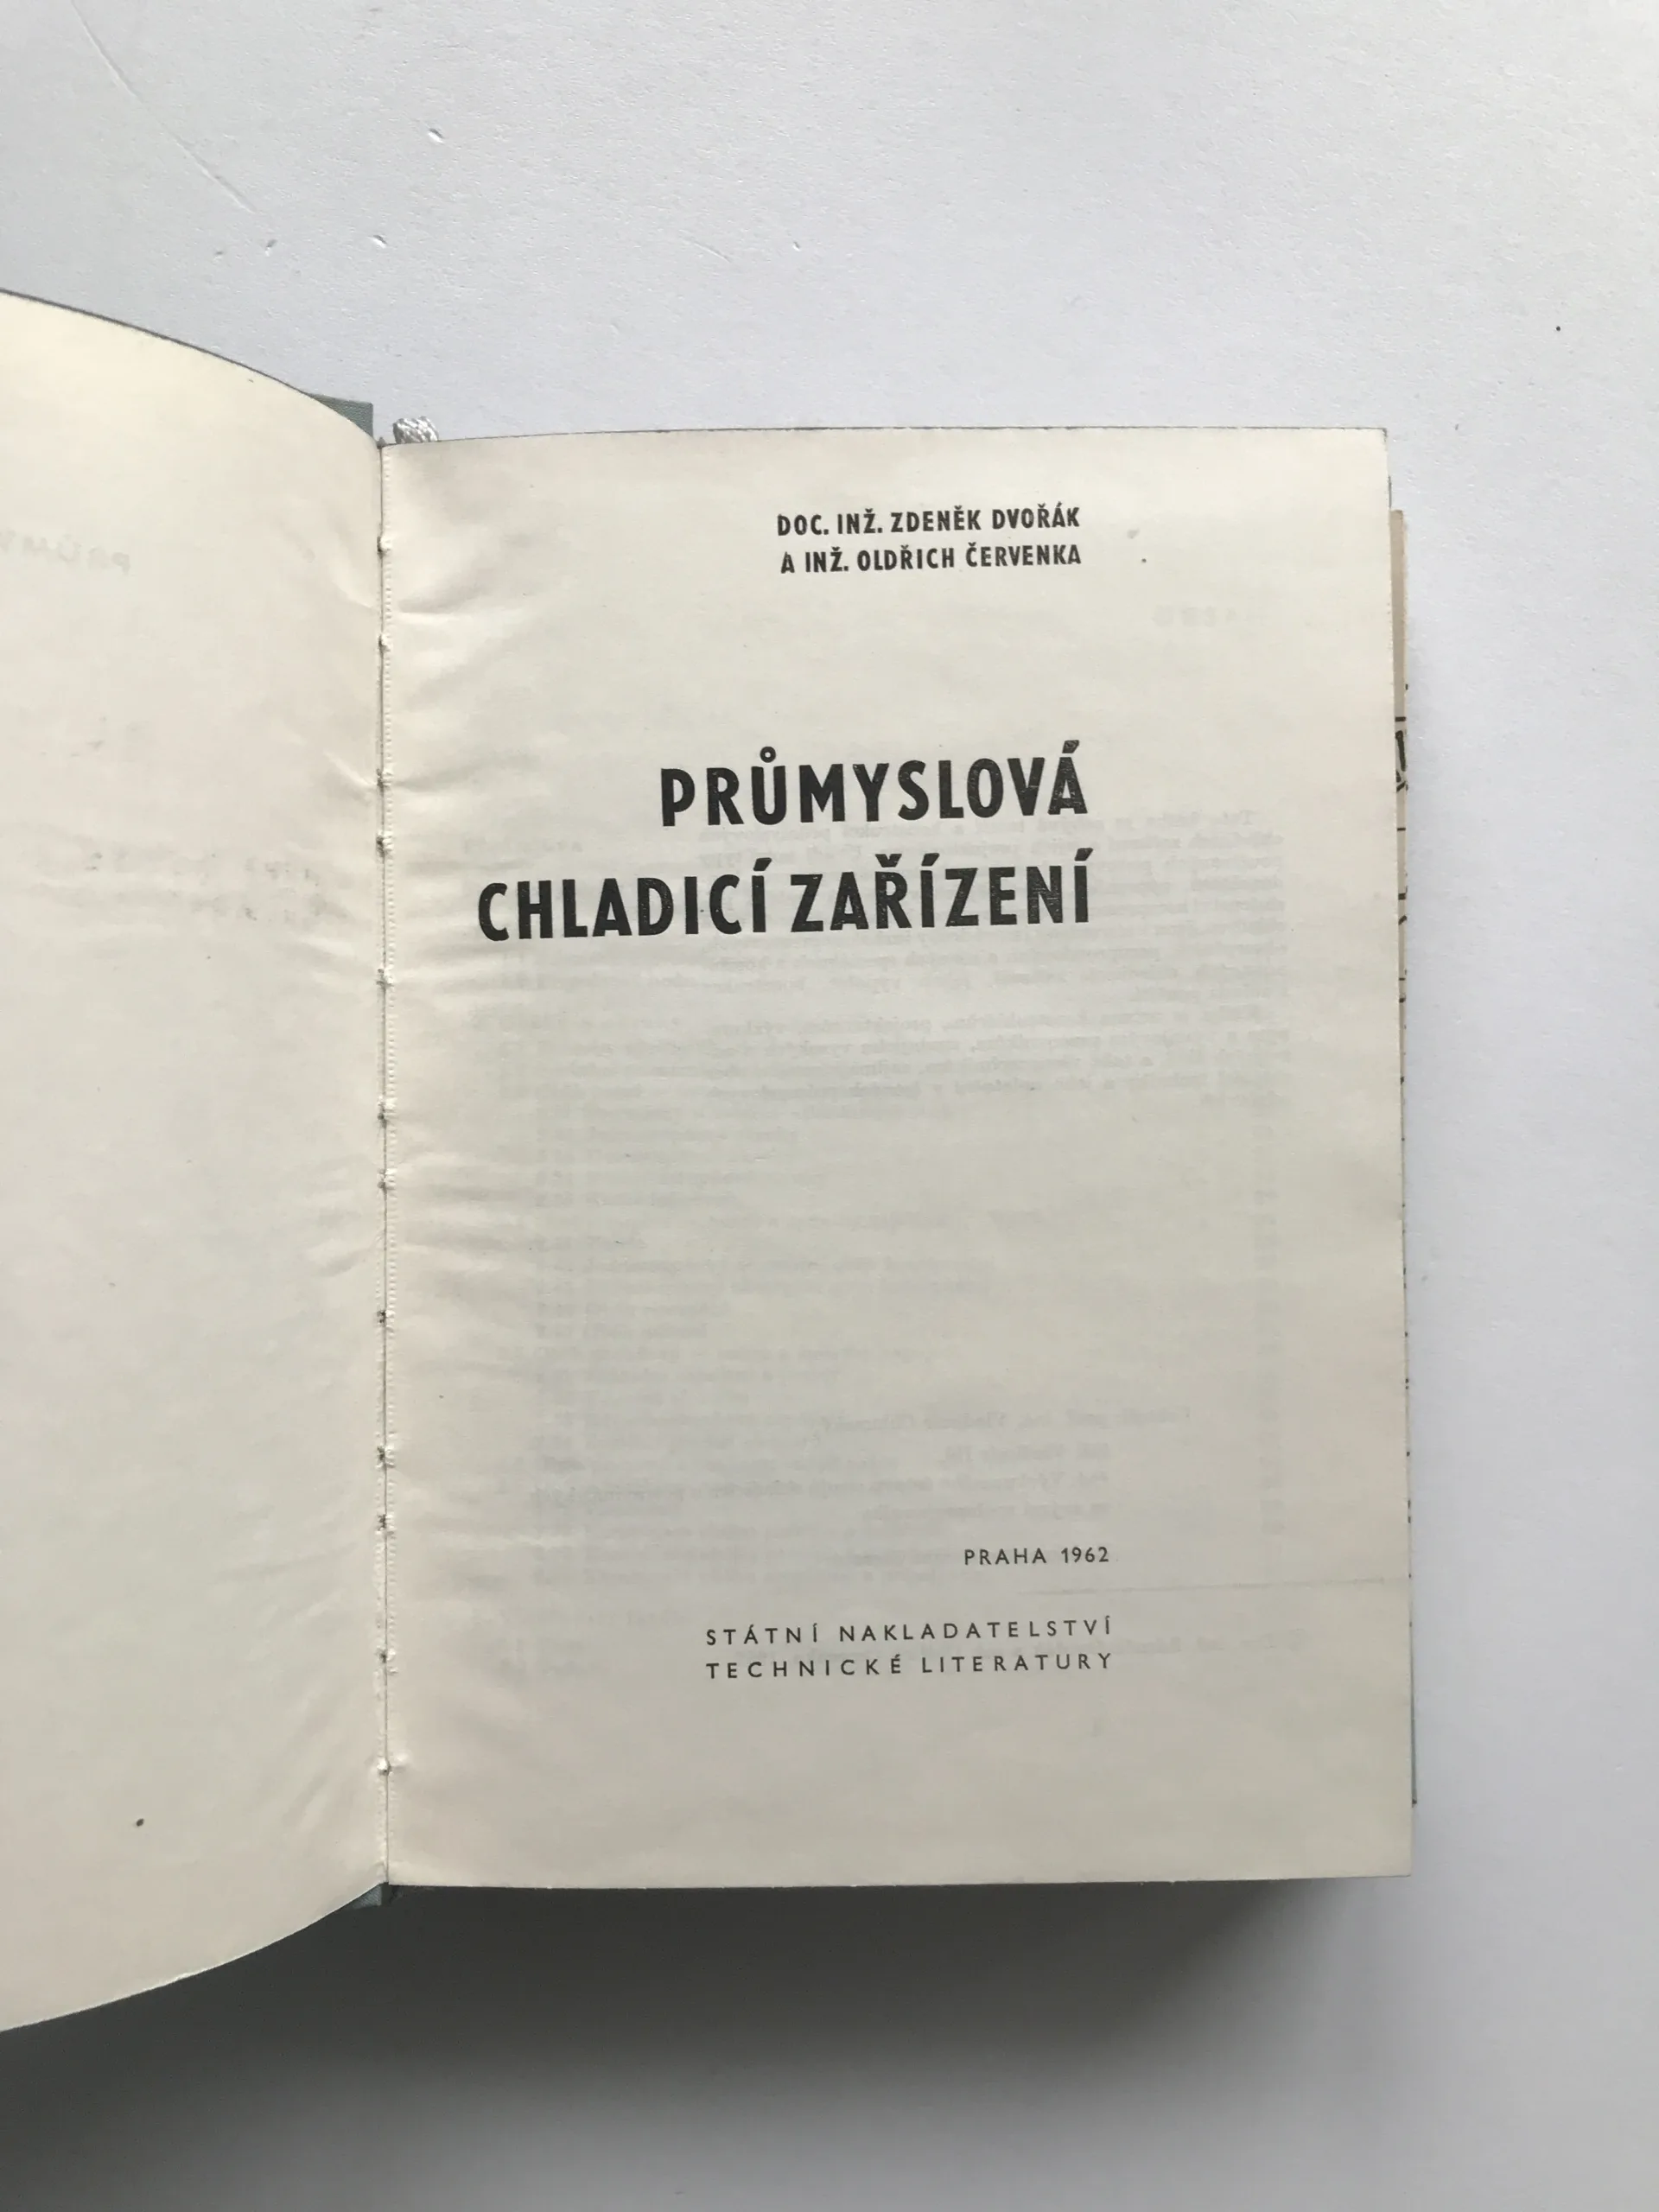 DOC. INŽ. ZDENĚK DVOŘÁK
A INŽ. OLDŘICH ČERVENKA
PRŮMYSLOVÁ
CHLADICÍ ZAŘÍZENÍ
PRAHA 1962
STÁTNÍ NAKLADATELSTVÍ
TECHNICKÉ LITERATURY